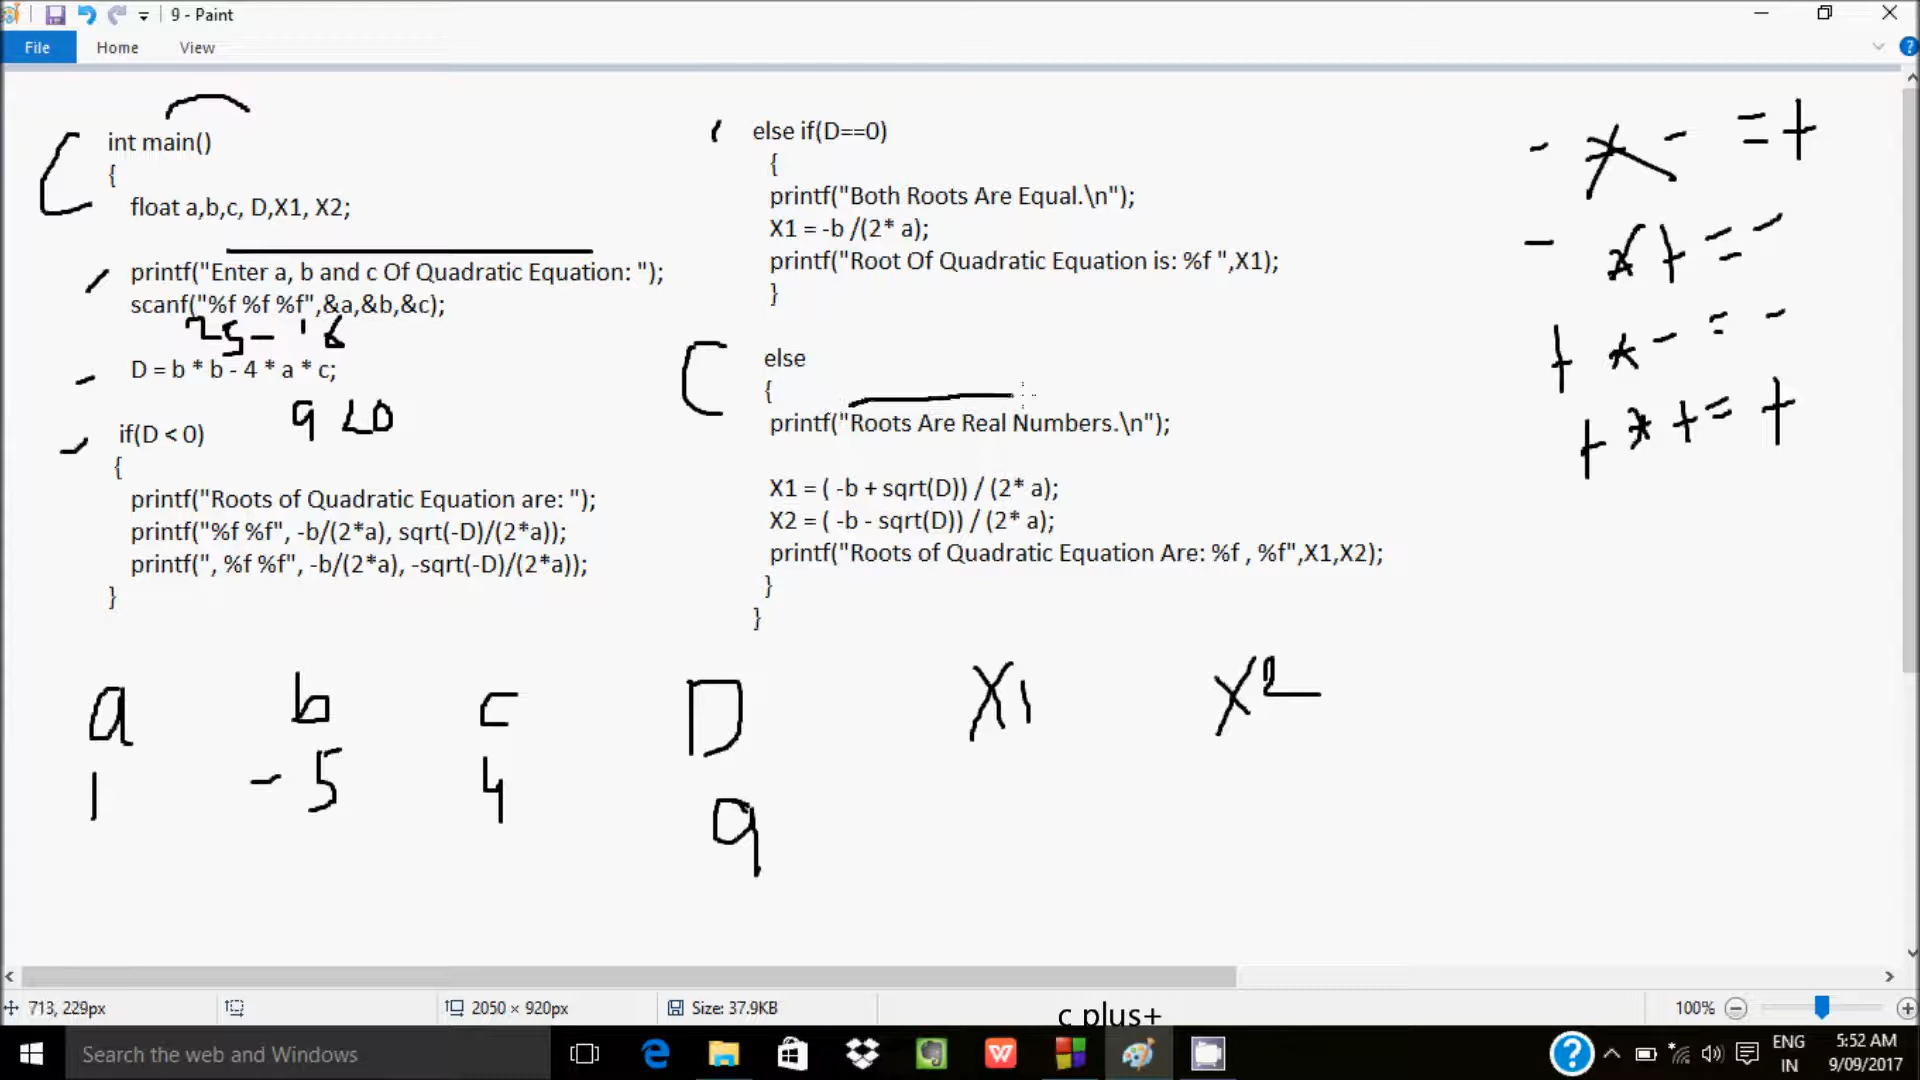 9 - Paint
File Home View
int main()
{
float a,b,c, D,X1, X2;
printf("Enter a, b and c Of Quadratic Equation: ");
scanf("%f %f %f",&a,&b,&c);
25 - 16
D = b * b - 4 * a * c;
9 < 0
if(D < 0)
{
printf("Roots of Quadratic Equation are: ");
printf("%f %f", -b/(2*a), sqrt(-D)/(2*a));
printf(", %f %f", -b/(2*a), -sqrt(-D)/(2*a));
}
else if(D==0)
{
printf("Both Roots Are Equal.\n");
X1 = -b /(2* a);
printf("Root Of Quadratic Equation is: %f ",X1);
}
else
{
printf("Roots Are Real Numbers.\n");
X1 = ( -b + sqrt(D)) / (2* a);
X2 = ( -b - sqrt(D)) / (2* a);
printf("Roots of Quadratic Equation Are: %f , %f",X1,X2);
}
}
- * - = +
- * + = -
+ * - = -
+ * + = +
a b c D X1 X2
1 -5 4 9
713, 229px 2050 × 920px Size: 37.9KB 100%
c plus+
Search the web and Windows
ENG
IN
5:52 AM
9/09/2017